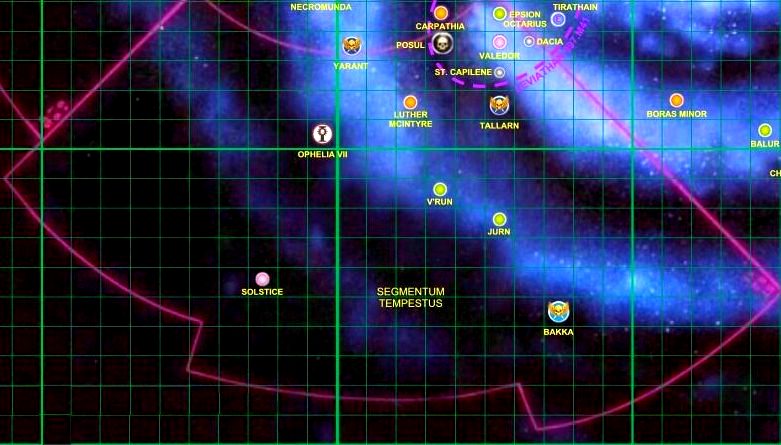 NECROMUNDA
TIRATHAIN
CARPATHIA
EPSION
OCTARIUS
POSUL
VALEDOR
DACIA
YARANT
ST. CAPILENE
LUTHER
MCINTYRE
TALLARN
BORAS MINOR
OPHELIA VII
BALUR
CH
V'RUN
JURN
SOLSTICE
SEGMENTUM
TEMPESTUS
BAKKA